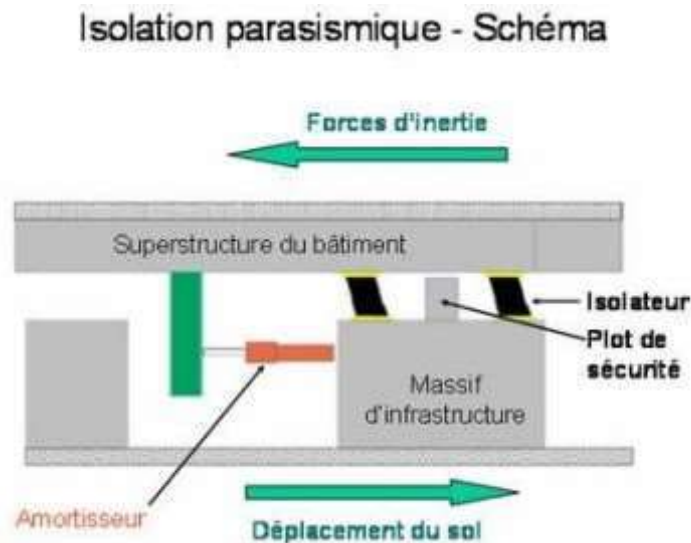 Isolation parasismique - Schéma
Forces d'inertie
Superstructure du bâtiment
Isolateur
Plot de
sécurité
Massif
d'infrastructure
Amortisseur
Déplacement du sol